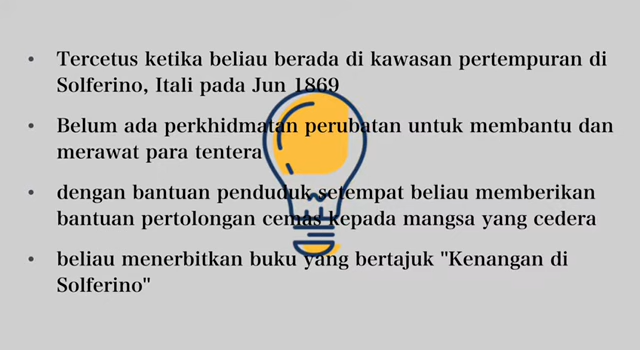 • Tercetus ketika beliau berada di kawasan pertempuran di
Solferino, Itali pada Jun 1869
• Belum ada perkhidmatan perubatan untuk membantu dan
merawat para tentera
• dengan bantuan penduduk setempat beliau memberikan
bantuan pertolongan cemas kepada mangsa yang cedera
• beliau menerbitkan buku yang bertajuk "Kenangan di
Solferino"